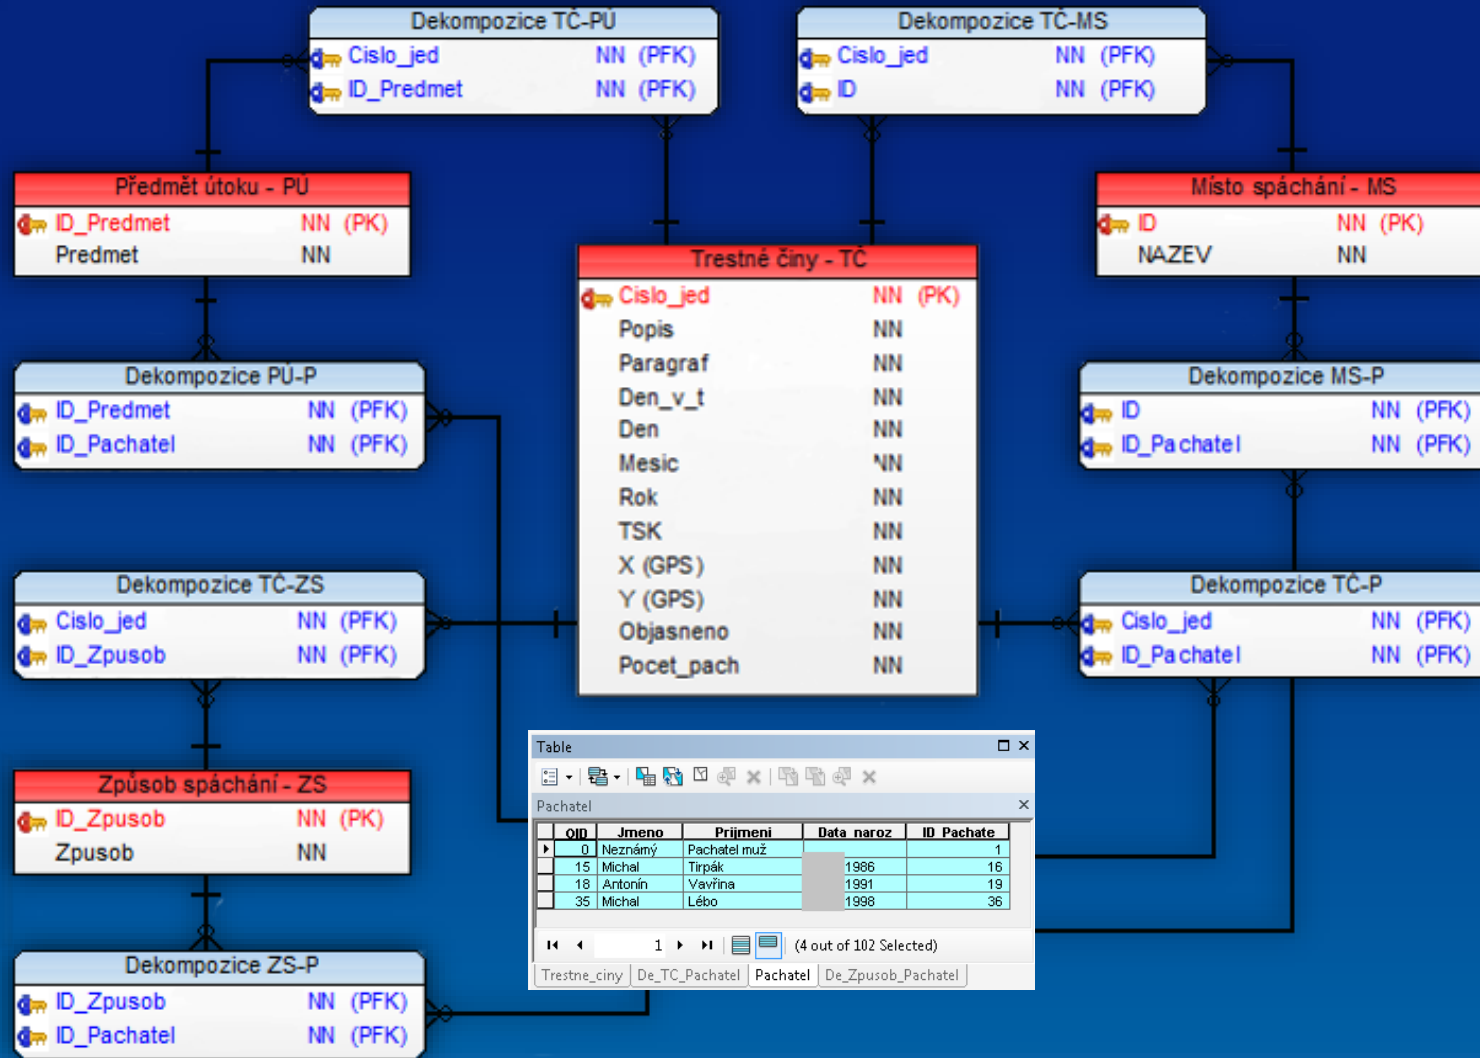 Dekompozice TČ-PÚ
Cislo_jed NN (PFK)
ID_Predmet NN (PFK)
Dekompozice TČ-MS
Cislo_jed NN (PFK)
ID NN (PFK)
Předmět útoku - PÚ
ID_Predmet NN (PK)
Predmet NN
Místo spáchání - MS
ID NN (PK)
NAZEV NN
Trestné činy - TČ
Cislo_jed NN (PK)
Popis NN
Paragraf NN
Den_v_t NN
Den NN
Mesic NN
Rok NN
TSK NN
X (GPS) NN
Y (GPS) NN
Objasneno NN
Pocet_pach NN
Dekompozice PÚ-P
ID_Predmet NN (PFK)
ID_Pachatel NN (PFK)
Dekompozice MS-P
ID NN (PFK)
ID_Pachatel NN (PFK)
Dekompozice TČ-ZS
Cislo_jed NN (PFK)
ID_Zpusob NN (PFK)
Dekompozice TČ-P
Cislo_jed NN (PFK)
ID_Pachatel NN (PFK)
Způsob spáchání - ZS
ID_Zpusob NN (PK)
Zpusob NN
Dekompozice ZS-P
ID_Zpusob NN (PFK)
ID_Pachatel NN (PFK)
Table
Pachatel
OID Jmeno Prijmeni Data_naroz ID_Pachate
0 Neznámý Pachatel muž 1
15 Michal Tirpák 1986 16
18 Antonín Vavřina 1991 19
35 Michal Lébo 1998 36
1 (4 out of 102 Selected)
Trestne_ciny De_TC_Pachatel Pachatel De_Zpusob_Pachatel